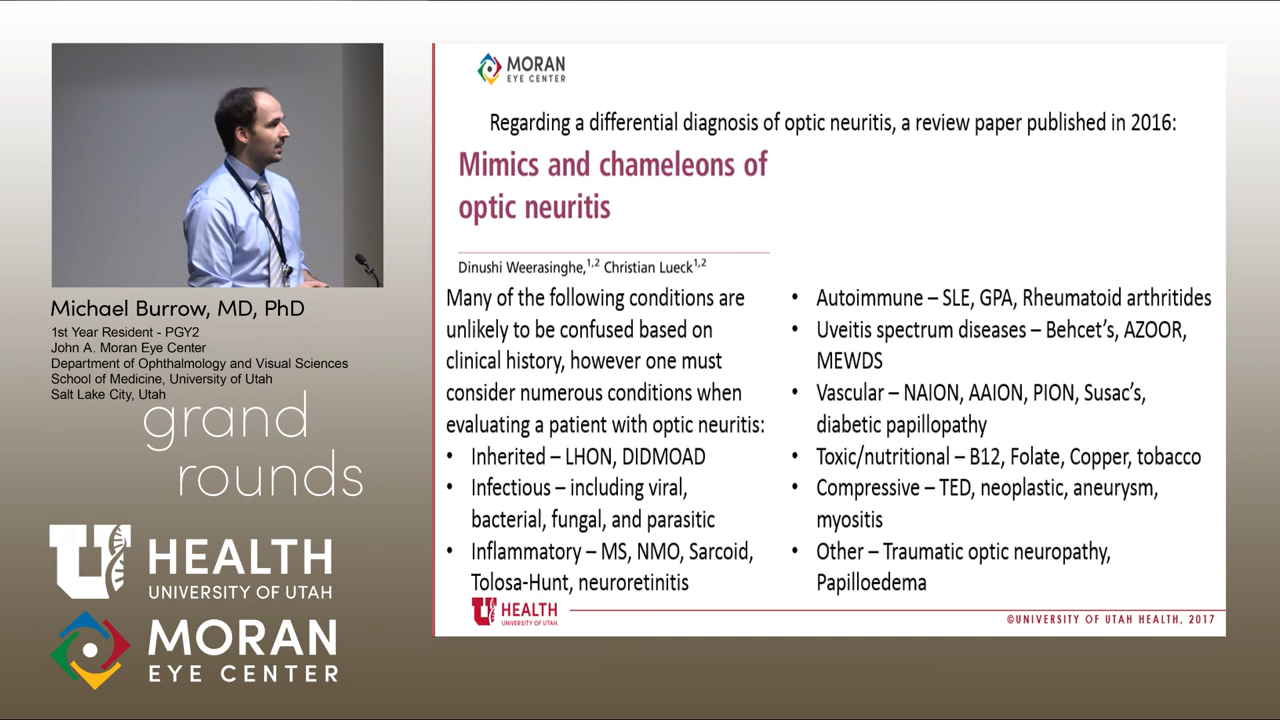 Michael Burrow, MD, PhD
1st Year Resident - PGY2
John A. Moran Eye Center
Department of Ophthalmology and Visual Sciences
School of Medicine, University of Utah
Salt Lake City, Utah
grand
rounds
U HEALTH
UNIVERSITY OF UTAH
MORAN
EYE CENTER
MORAN
EYE CENTER
Regarding a differential diagnosis of optic neuritis, a review paper published in 2016:
Mimics and chameleons of
optic neuritis
Dinushi Weerasinghe,1,2 Christian Lueck1,2
Many of the following conditions are
unlikely to be confused based on
clinical history, however one must
consider numerous conditions when
evaluating a patient with optic neuritis:
• Inherited – LHON, DIDMOAD
• Infectious – including viral,
bacterial, fungal, and parasitic
• Inflammatory – MS, NMO, Sarcoid,
Tolosa-Hunt, neuroretinitis
• Autoimmune – SLE, GPA, Rheumatoid arthritides
• Uveitis spectrum diseases – Behcet's, AZOOR,
MEWDS
• Vascular – NAION, AAION, PION, Susac's,
diabetic papillopathy
• Toxic/nutritional – B12, Folate, Copper, tobacco
• Compressive – TED, neoplastic, aneurysm,
myositis
• Other – Traumatic optic neuropathy,
Papilloedema
U HEALTH
UNIVERSITY OF UTAH
©UNIVERSITY OF UTAH HEALTH, 2017